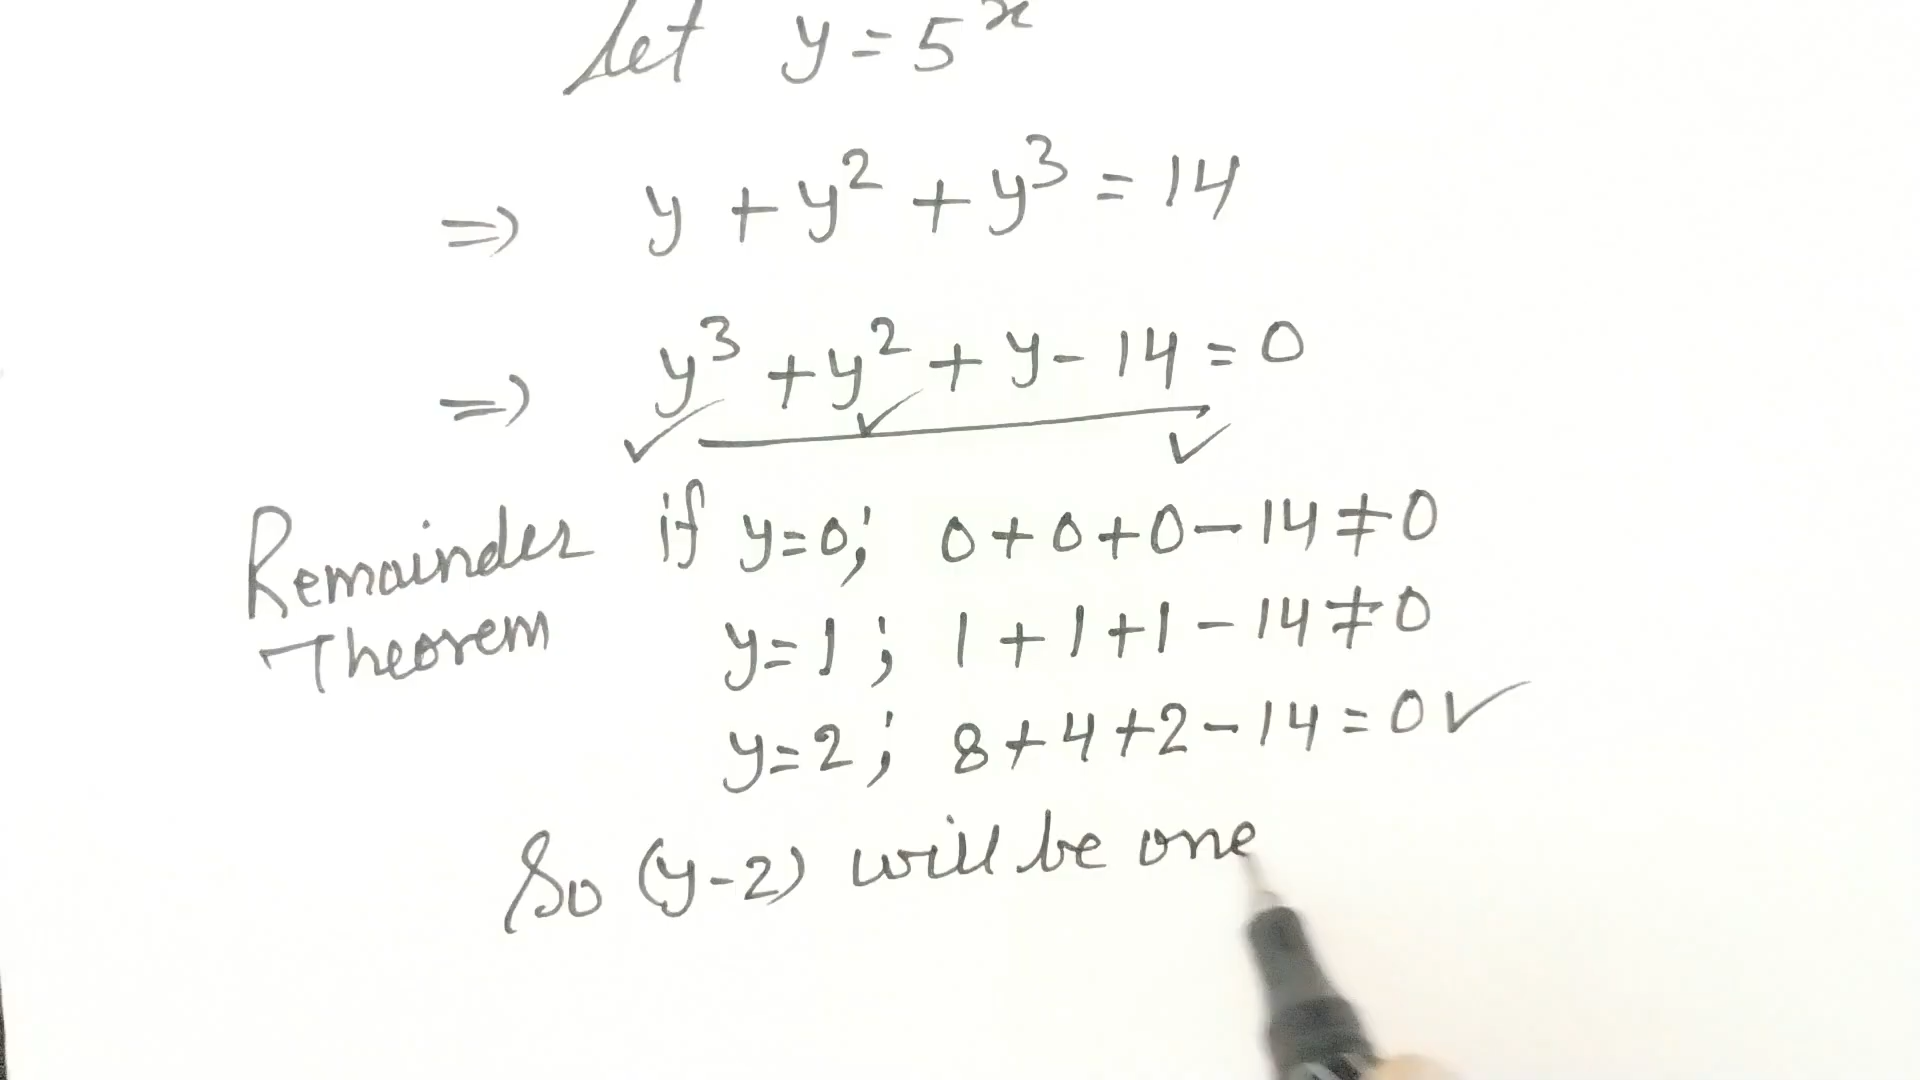 Let y = 5ˣ
⇒ y + y² + y³ = 14
⇒ y³ + y² + y - 14 = 0
Remainder if y=0; 0+0+0-14≠0
Theorem y=1; 1+1+1-14≠0
y=2; 8+4+2-14=0 ✓
So (y-2) will be one